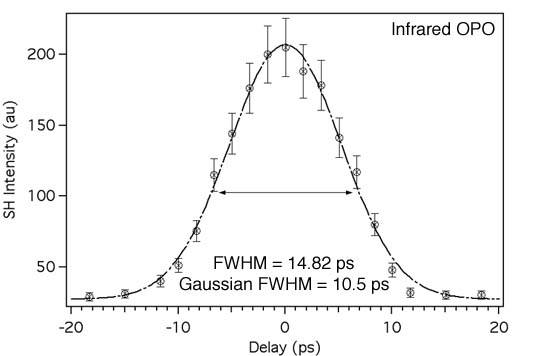 Infrared OPO
SH Intensity (au)
200
150
100
50
FWHM = 14.82 ps
Gaussian FWHM = 10.5 ps
-20
-10
0
10
20
Delay (ps)